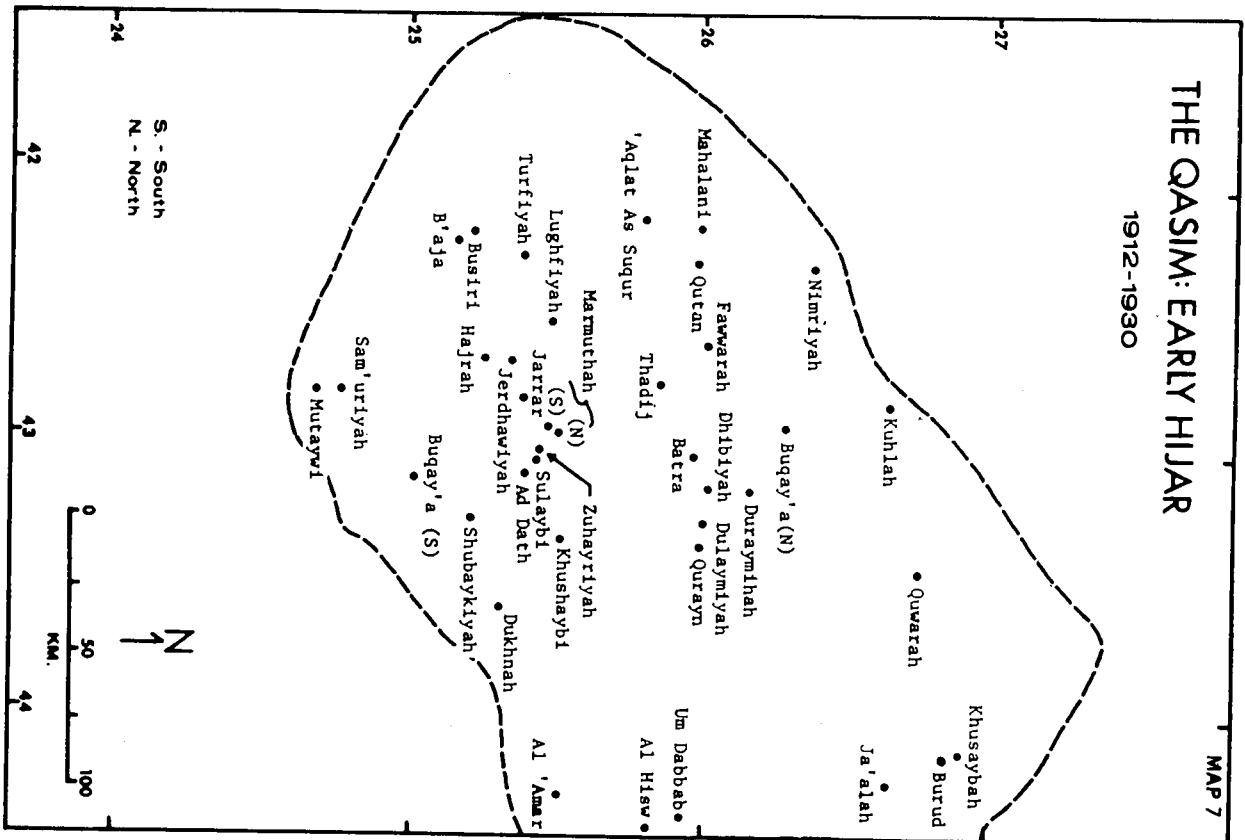 MAP 7
THE QASIM: EARLY HIJAR
1912-1930
27
26
25
24
42
43
44
Khusaybah
Burud
Ja'alah
Quwarah
Kuhlah
Nimriyah
Buqay'a(N)
Duraymihah
Mahalani
Qutan
Fawwarah
Dhibiyah
Dulaymiyah
Batra
Qurayn
Um Dabbab
'Aqlat As Suqur
Thadij
Al Hisw
Marmuthah
(N)
(S)
Zuhayriyah
Lughfiyah
Khushaybi
Al 'Amar
Turfiyah
Jarrar
Sulaybi
Ad Dath
Jerdhawiyah
Dukhnah
Busiri
Hajrah
B'aja
Shubaykiyah
Buqay'a (S)
Sam'uriyah
Mutaywi
S. - South
N. - North
N
0
50
100
KM.